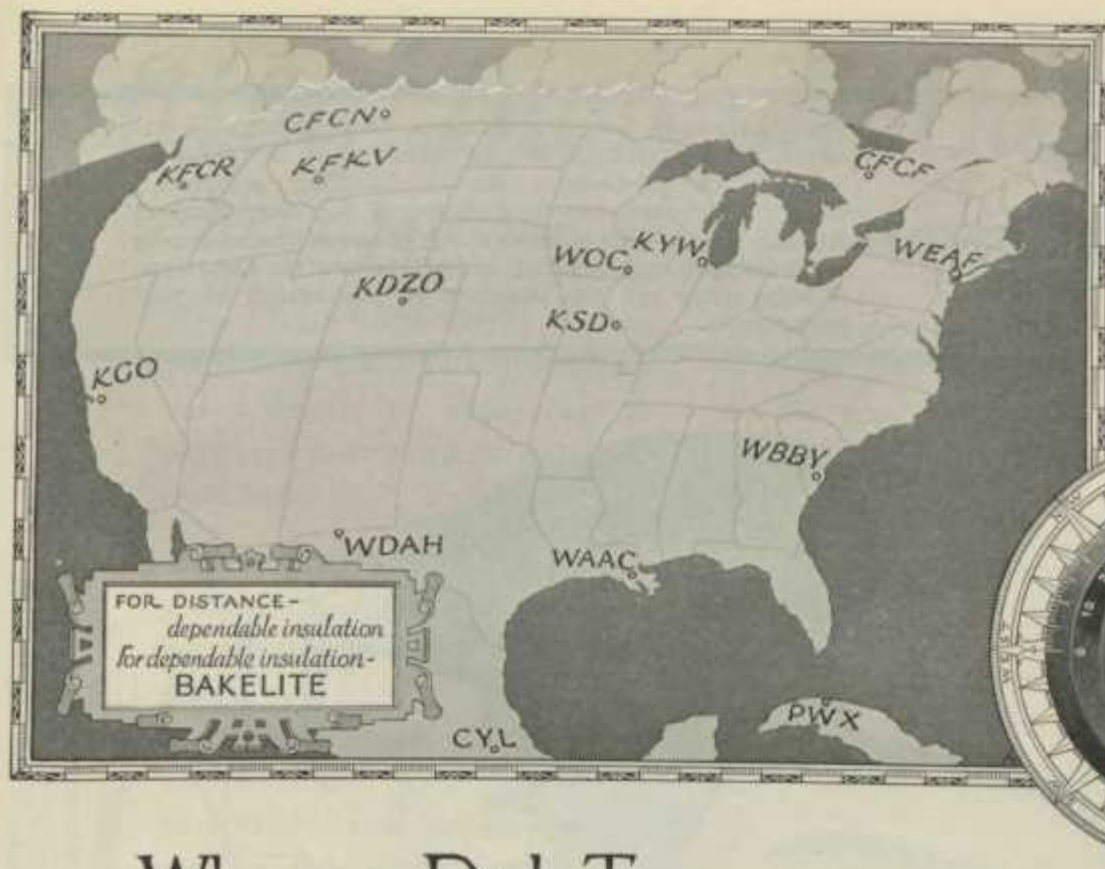 CFCN
KFCR
KFKV
CFCF
WOC
KYW
WEAF
KDZO
KSD
KGO
WBBY
WDAH
WAAC
FOR DISTANCE-
dependable insulation
For dependable insulation-
BAKELITE
CYL
PWX
WEST